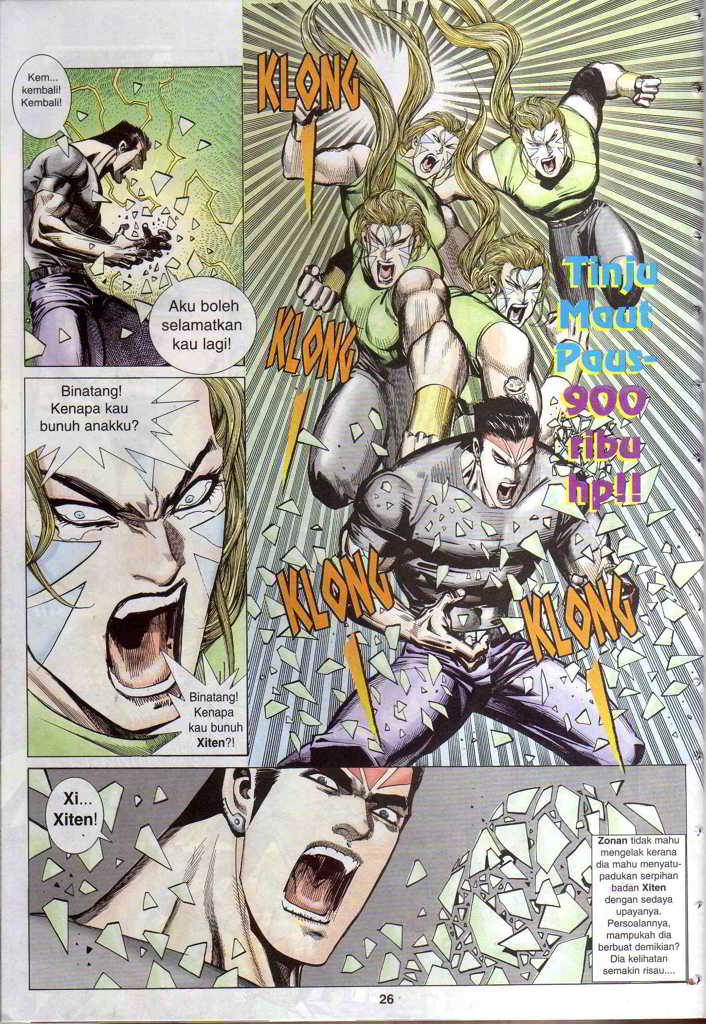 Kem...
kembali!
Kembali!
Aku boleh
selamatkan
kau lagi!
KLONG
KLONG
Tinju
Maut
Paus-
900
ribu
hp!!
KLONG
KLONG
Binatang!
Kenapa kau
bunuh anakku?
Binatang!
Kenapa
kau bunuh
Xiten?!
Xi...
Xiten!
Zonan tidak mahu
mengelak kerana
dia mahu menyatu-
padukan serpihan
badan Xiten
dengan sedaya
upayanya.
Persoalannya,
mampukah dia
berbuat demikian?
Dia kelihatan
semakin risau....
26